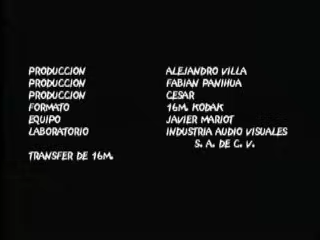 PRODUCCION ALEJANDRO VILLA
PRODUCCION FABIAN PANIHUA
PRODUCCION CESAR
FORMATO 16M. KODAK
EQUIPO JAVIER MARIOT
LABORATORIO INDUSTRIA AUDIO VISUALES
S. A. DE C. V.
TRANSFER DE 16M.